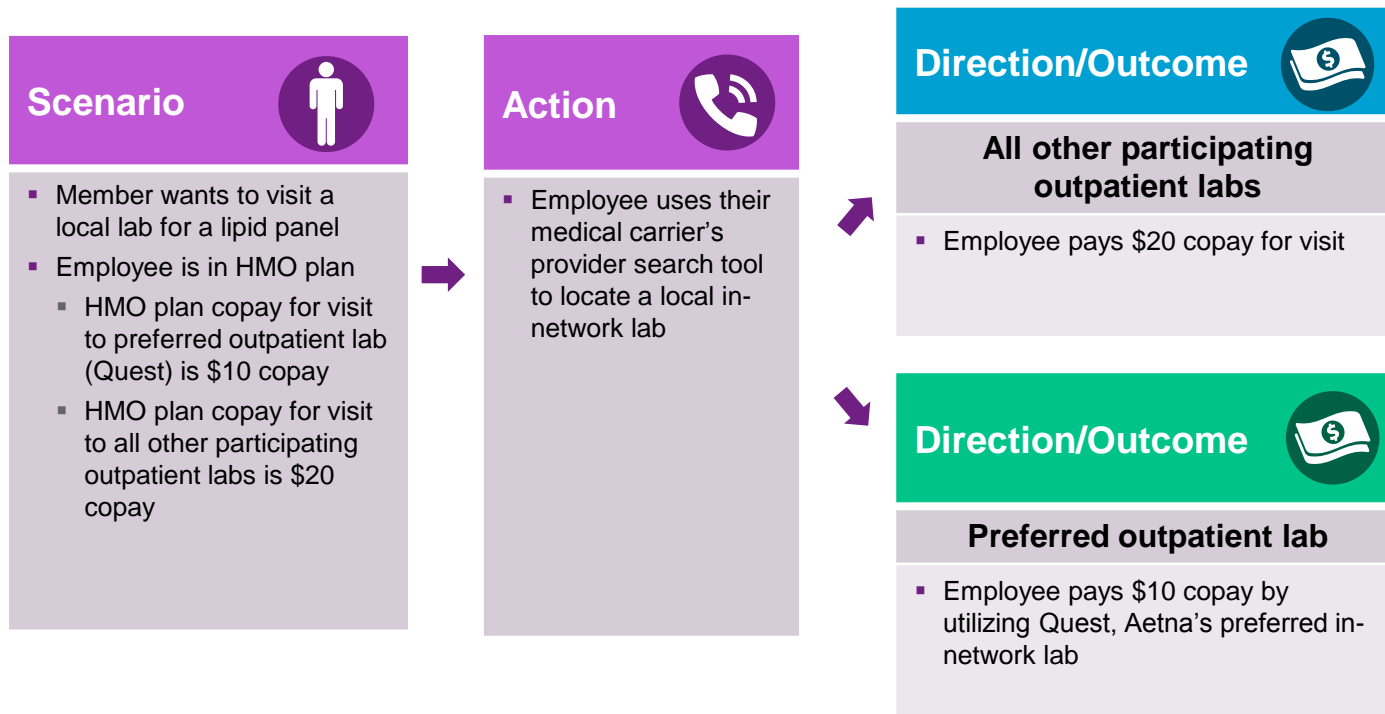 Scenario
▪ Member wants to visit a
local lab for a lipid panel
▪ Employee is in HMO plan
▪ HMO plan copay for visit
to preferred outpatient lab
(Quest) is $10 copay
▪ HMO plan copay for visit
to all other participating
outpatient labs is $20
copay
Action
▪ Employee uses their
medical carrier’s
provider search tool
to locate a local in-
network lab
Direction/Outcome
All other participating
outpatient labs
▪ Employee pays $20 copay for visit
Direction/Outcome
Preferred outpatient lab
▪ Employee pays $10 copay by
utilizing Quest, Aetna’s preferred in-
network lab